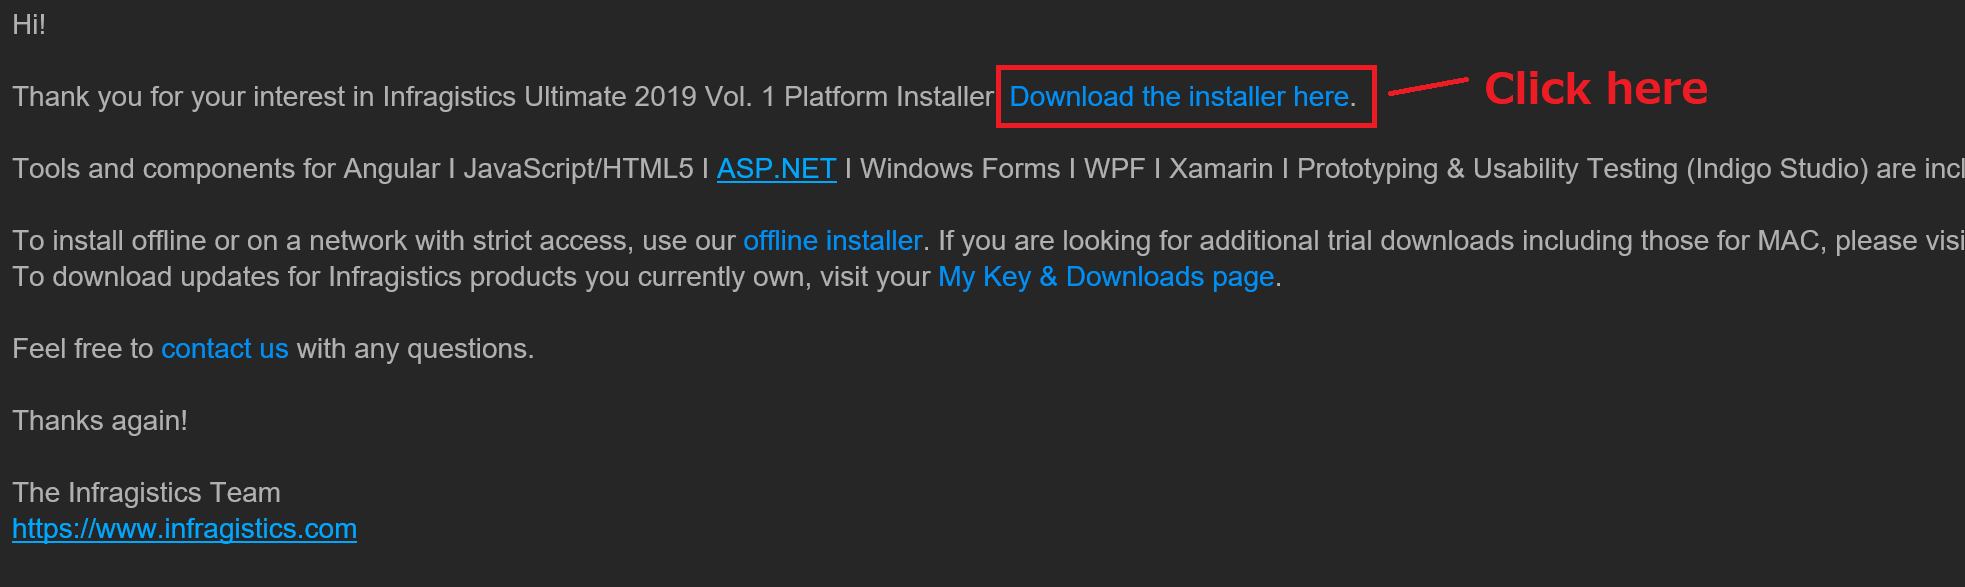 Hi!
Thank you for your interest in Infragistics Ultimate 2019 Vol. 1 Platform Installer Download the installer here. Click here
Tools and components for Angular I JavaScript/HTML5 I ASP.NET I Windows Forms I WPF I Xamarin I Prototyping & Usability Testing (Indigo Studio) are incl
To install offline or on a network with strict access, use our offline installer. If you are looking for additional trial downloads including those for MAC, please visi
To download updates for Infragistics products you currently own, visit your My Key & Downloads page.
Feel free to contact us with any questions.
Thanks again!
The Infragistics Team
https://www.infragistics.com